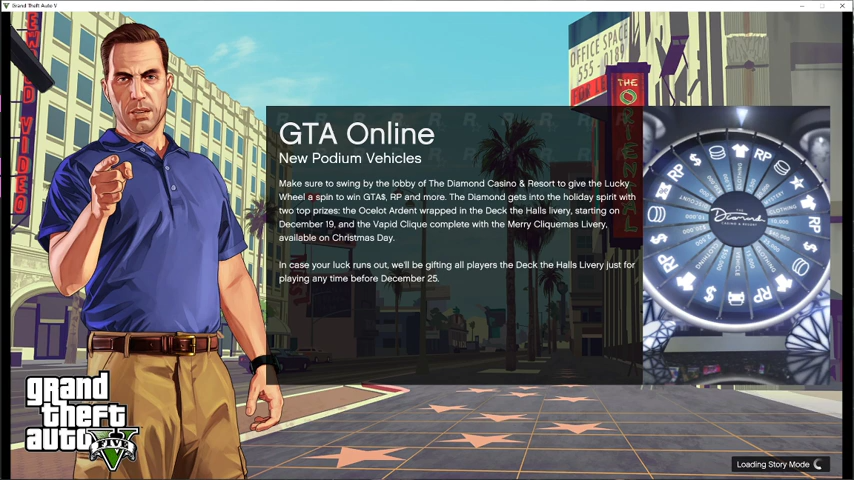 Grand Theft Auto V
OFFICE SPACE
555-0189
THE
ORIENTAL
VIDEO
GTA Online
New Podium Vehicles
Make sure to swing by the lobby of The Diamond Casino & Resort to give the Lucky
Wheel a spin to win GTA$, RP and more. The Diamond gets into the holiday spirit with
two top prizes: the Ocelot Ardent wrapped in the Deck the Halls livery, starting on
December 19, and the Vapid Clique complete with the Merry Cliquemas Livery,
available on Christmas Day.
In case your luck runs out, we'll be gifting all players the Deck the Halls Livery just for
playing any time before December 25.
RP
RP
RP
RP
RP
The Diamond
CASINO & RESORT
CLOTHING
VEHICLE
grand
theft
auto
V
FIVE
Loading Story Mode